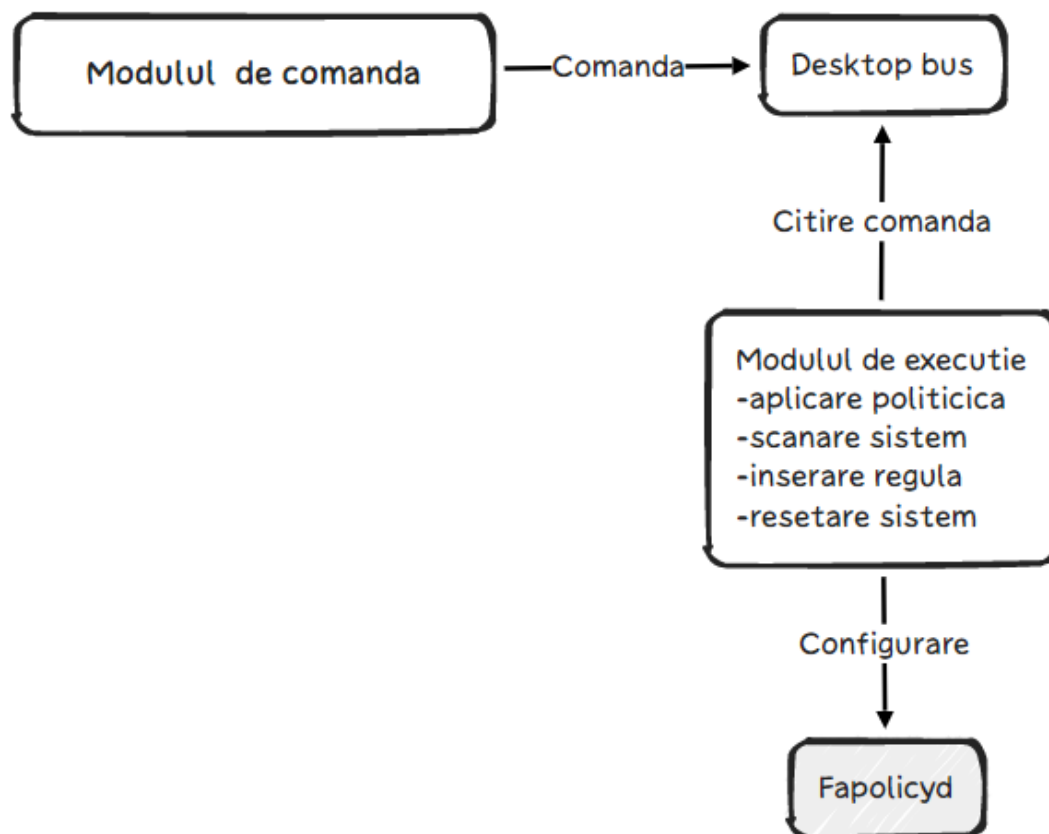 Modulul de comanda
Comanda
Desktop bus
Citire comanda
Modulul de executie
-aplicare politicica
-scanare sistem
-inserare regula
-resetare sistem
Configurare
Fapolicyd